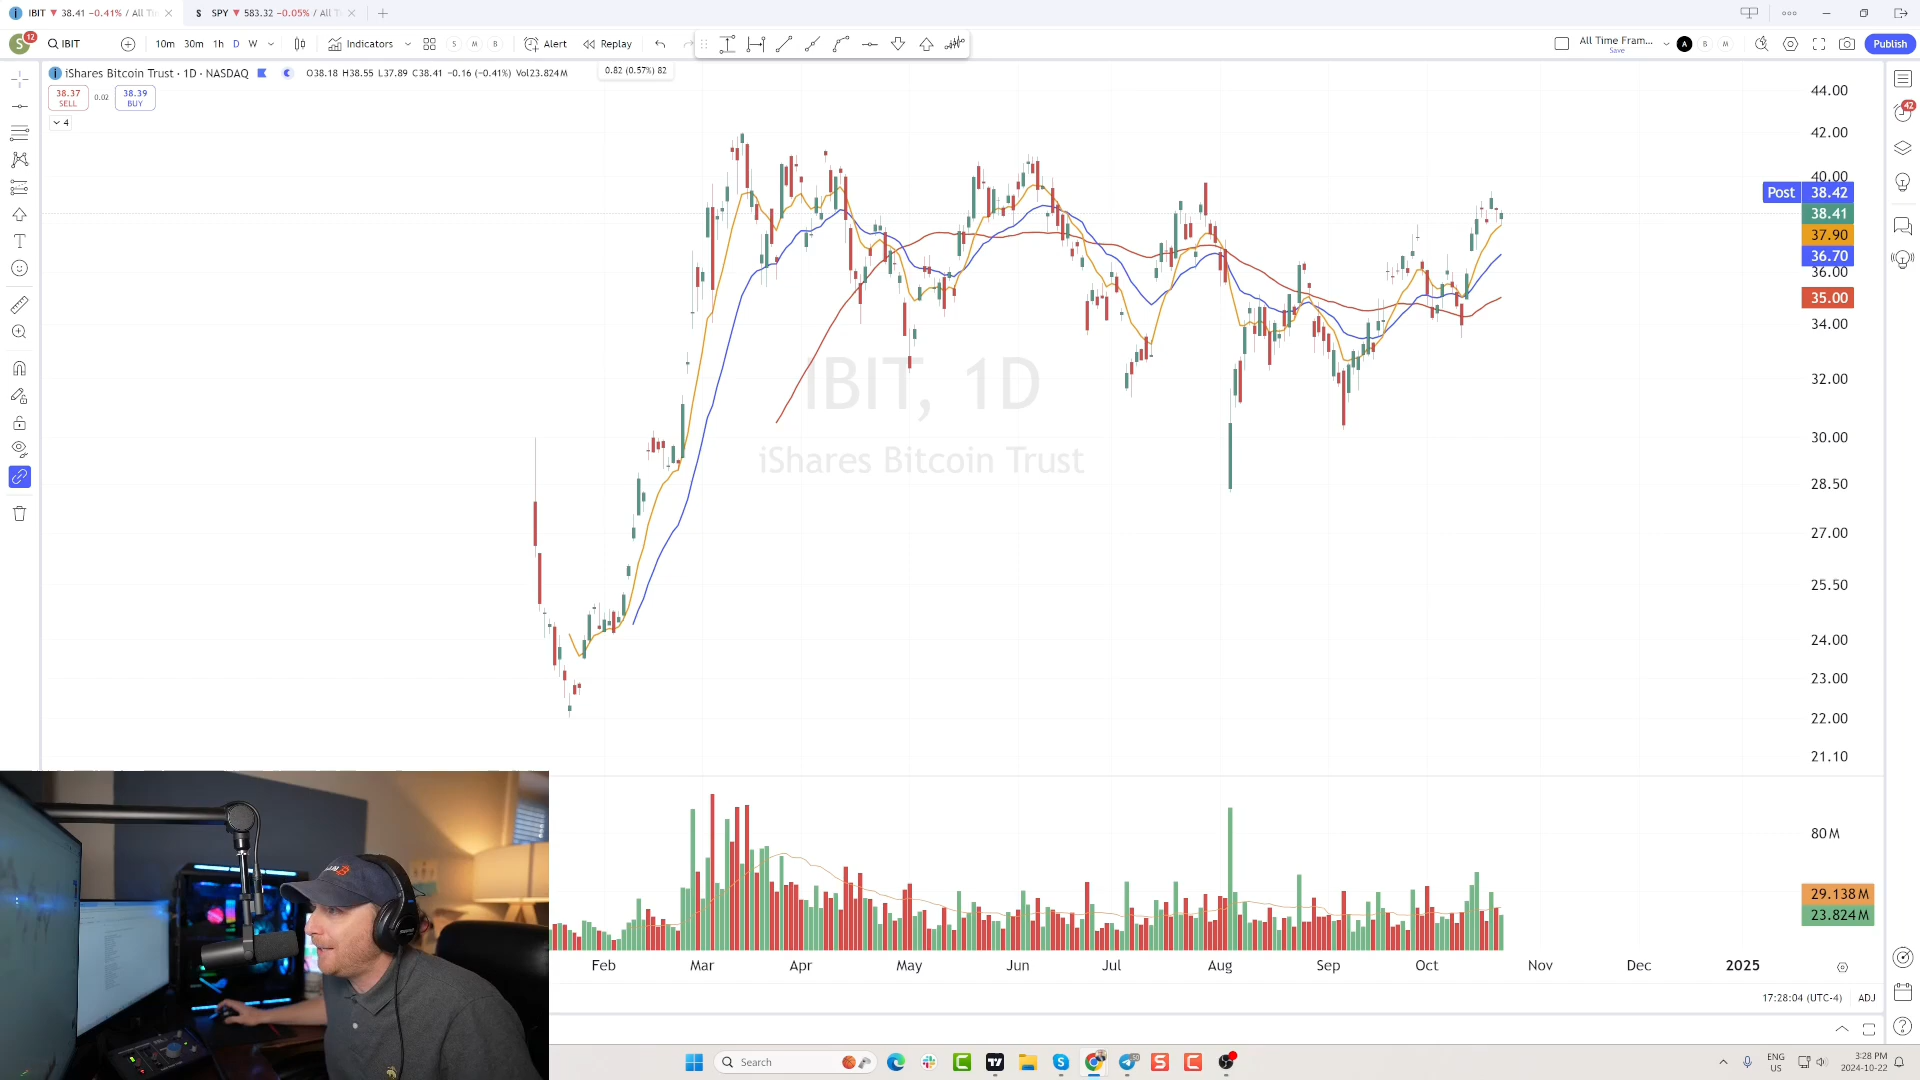 IBIT ▼ 38.41 −0.41% / All Ti
$ SPY ▼ 583.32 −0.05% / All T
S 12 IBIT 10m 30m 1h D W Indicators S M B Alert Replay All Time Fram... Save A B M Publish
iShares Bitcoin Trust · 1D · NASDAQ O38.18 H38.55 L37.89 C38.41 −0.16 (−0.41%) Vol23.824M
0.82 (0.57%) 82
38.37 SELL 0.02 38.39 BUY
4
42
44.00
42.00
40.00
Post 38.42
38.41
37.90
36.70
36.00
35.00
34.00
32.00
30.00
28.50
27.00
25.50
24.00
23.00
22.00
21.10
IBIT, 1D
iShares Bitcoin Trust
80M
29.138M
23.824M
Feb Mar Apr May Jun Jul Aug Sep Oct Nov Dec 2025
17:28:04 (UTC-4) ADJ
Search
ENG US
3:28 PM
2024-10-22